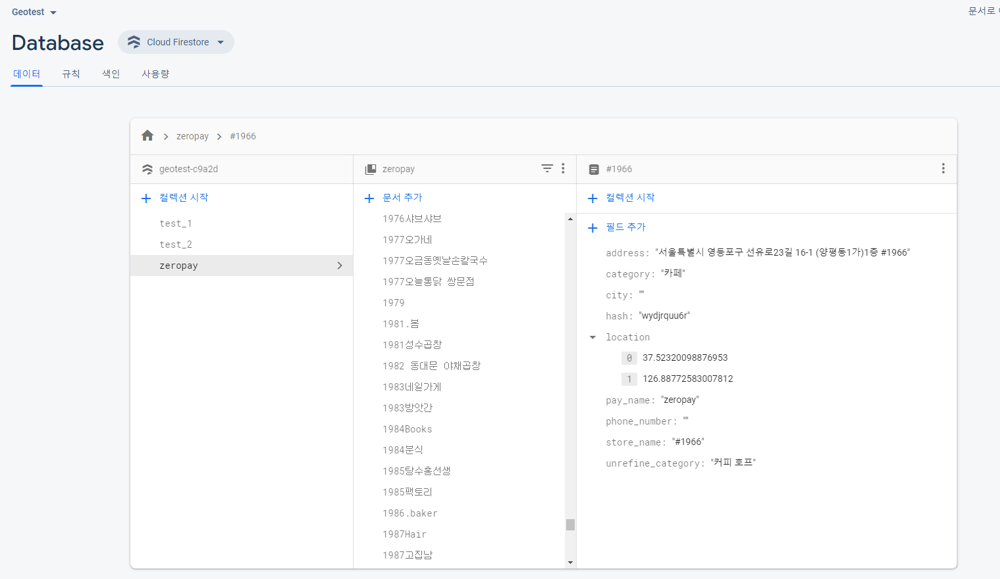 Geotest
문서로
Database
Cloud Firestore
데이터
규칙
색인
사용량
zeropay
#1966
geotest-c9a2d
컬렉션 시작
test_1
test_2
zeropay
zeropay
문서 추가
1976샤브샤브
1977오가네
1977오금동옛날손칼국수
1977오늘통닭 쌍문점
1979
1981.봄
1981성수곱창
1982 동대문 야채곱창
1983네일가게
1983방앗간
1984Books
1984분식
1985탕수홍선생
1985팩토리
1986.baker
1987Hair
1987고집남
#1966
컬렉션 시작
필드 추가
address: "서울특별시 영등포구 선유로23길 16-1 (양평동1가)1층 #1966"
category: "카페"
city: ""
hash: "wydjrquu6r"
location
0 37.52320098876953
1 126.88772583007812
pay_name: "zeropay"
phone_number: ""
store_name: "#1966"
unrefine_category: "커피 호프"